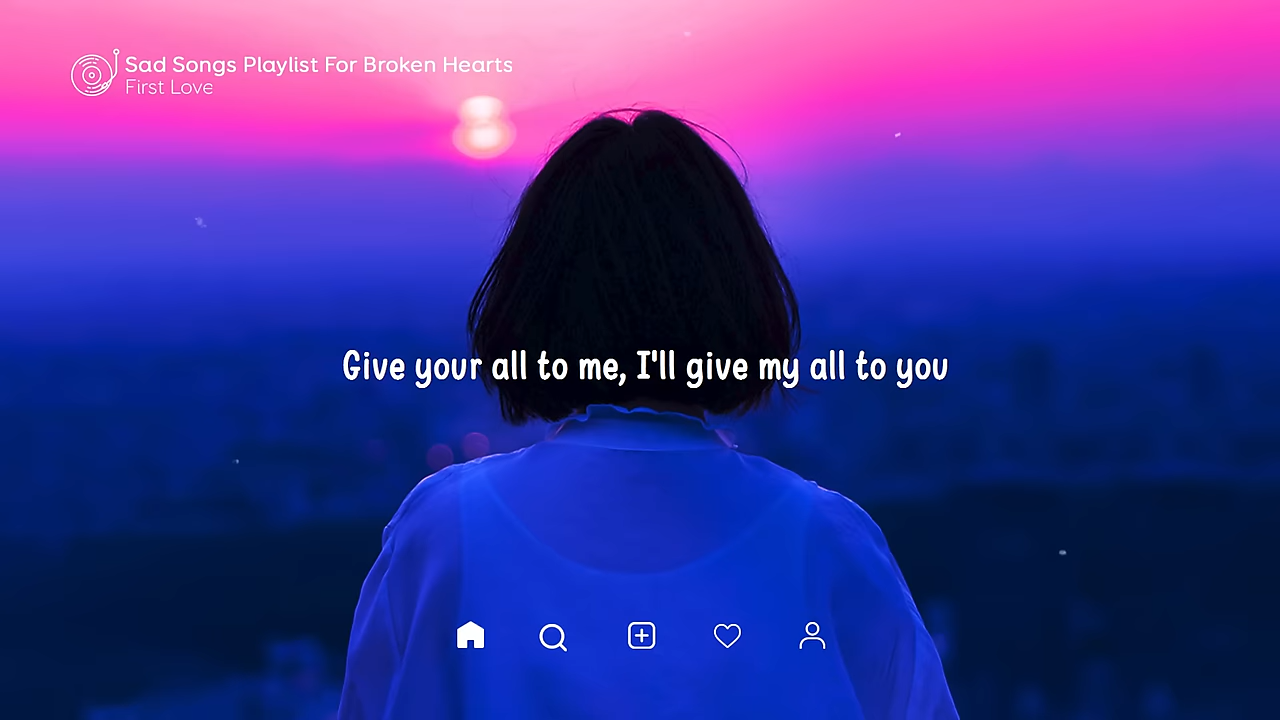 Sad Songs Playlist For Broken Hearts
First Love
Give your all to me, I'll give my all to you